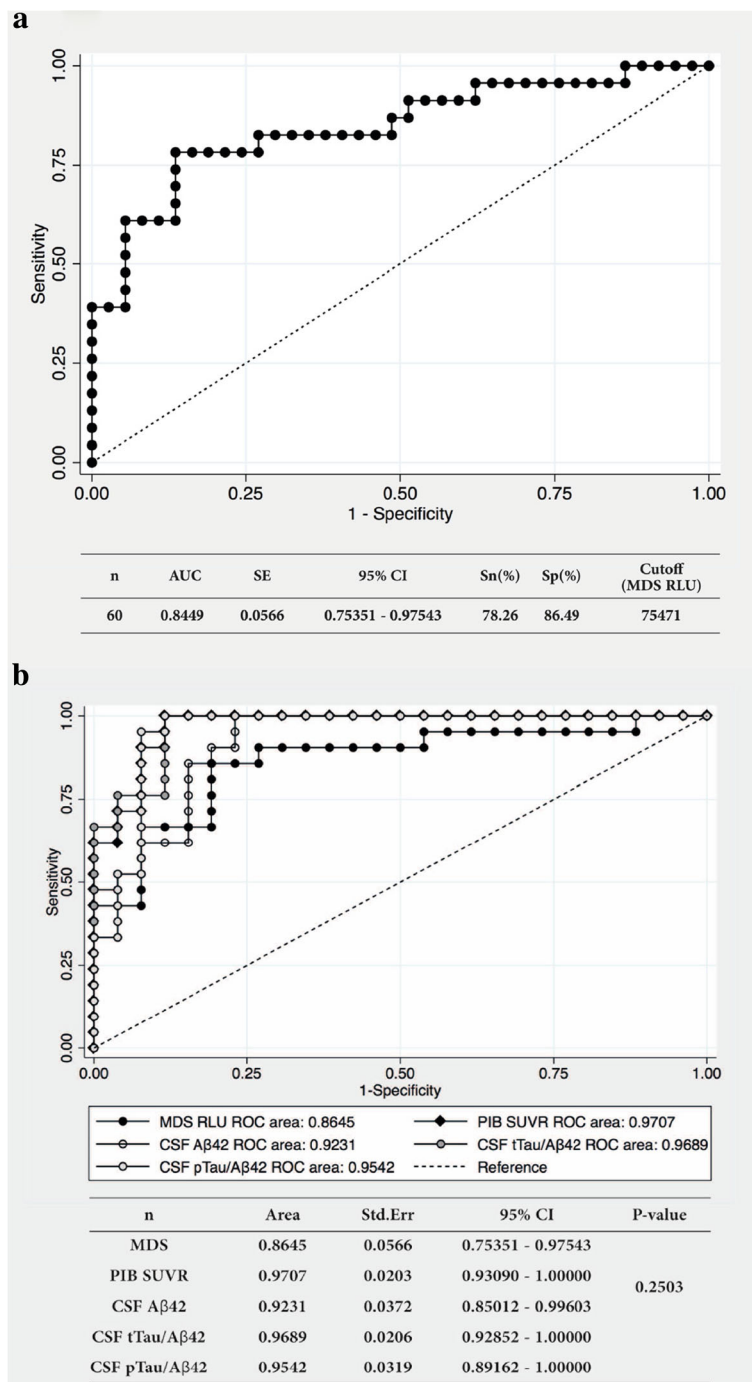 a
1.00
0.75
0.50
0.25
0.00
Sensitivity
0.00 0.25 0.50 0.75 1.00
1 - Specificity
n AUC SE 95% CI Sn(%) Sp(%) Cutoff (MDS RLU)
60 0.8449 0.0566 0.75351 - 0.97543 78.26 86.49 75471
b
1.00
0.75
0.50
0.25
0.00
Sensitivity
0.00 0.25 0.50 0.75 1.00
1-Specificity
MDS RLU ROC area: 0.8645 PIB SUVR ROC area: 0.9707
CSF Aβ42 ROC area: 0.9231 CSF tTau/Aβ42 ROC area: 0.9689
CSF pTau/Aβ42 ROC area: 0.9542 Reference
n Area Std.Err 95% CI P-value
MDS 0.8645 0.0566 0.75351 - 0.97543
PIB SUVR 0.9707 0.0203 0.93090 - 1.00000
0.2503
CSF Aβ42 0.9231 0.0372 0.85012 - 0.99603
CSF tTau/Aβ42 0.9689 0.0206 0.92852 - 1.00000
CSF pTau/Aβ42 0.9542 0.0319 0.89162 - 1.00000